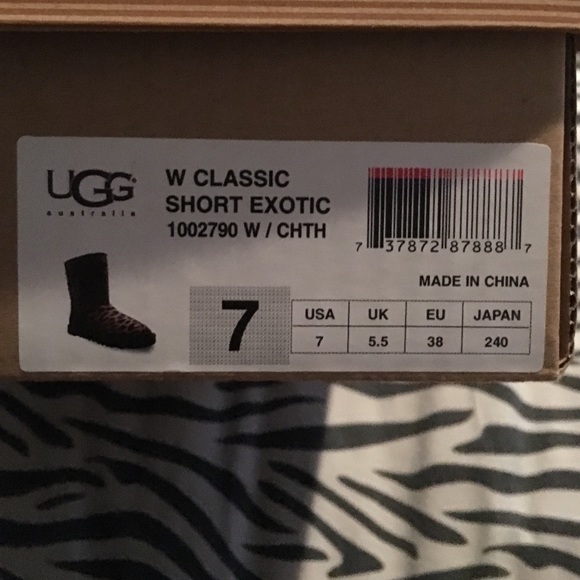 UGG®
australia
W CLASSIC
SHORT EXOTIC
1002790 W / CHTH
7 37872 87888 7
MADE IN CHINA
7
USA UK EU JAPAN
7 5.5 38 240